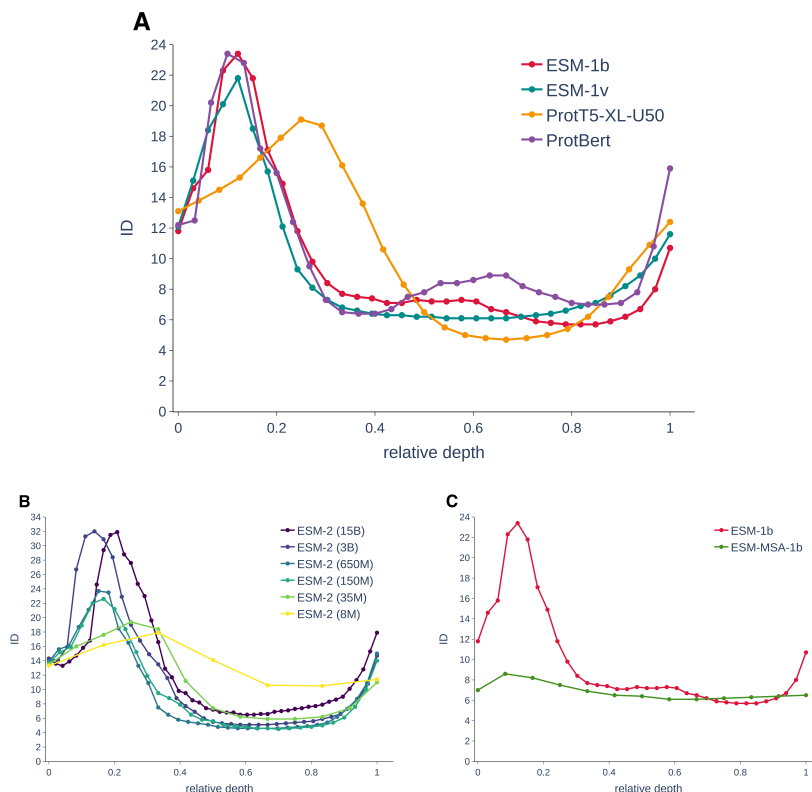 A
24
22
20
18
16
14
12
10
8
6
4
2
0
ID
0
0.2
0.4
0.6
0.8
1
relative depth
ESM-1b
ESM-1v
ProtT5-XL-U50
ProtBert
B
34
32
30
28
26
24
22
20
18
16
14
12
10
8
6
4
2
0
ID
0
0.2
0.4
0.6
0.8
1
relative depth
ESM-2 (15B)
ESM-2 (3B)
ESM-2 (650M)
ESM-2 (150M)
ESM-2 (35M)
ESM-2 (8M)
C
24
22
20
18
16
14
12
10
8
6
4
2
0
ID
0
0.2
0.4
0.6
0.8
1
relative depth
ESM-1b
ESM-MSA-1b